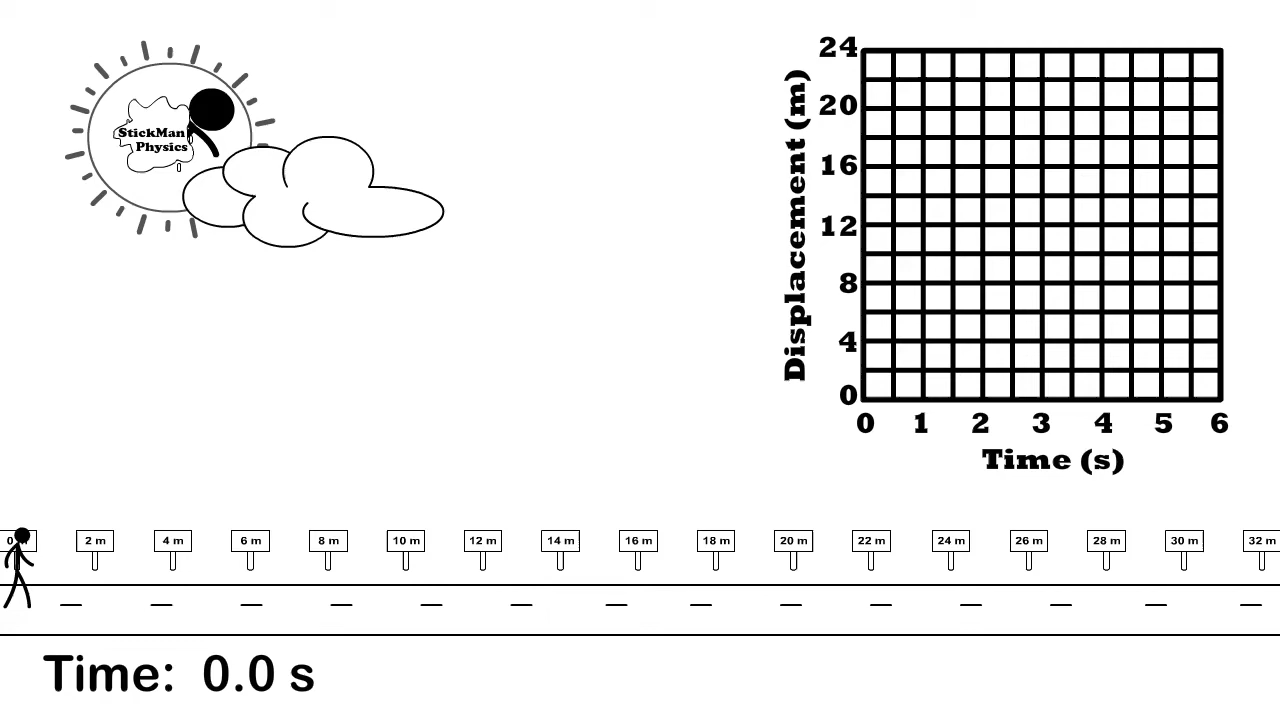 StickMan
Physics
24
20
16
12
8
4
0
Displacement (m)
0 1 2 3 4 5 6
Time (s)
2 m 4 m 6 m 8 m 10 m 12 m 14 m 16 m 18 m 20 m 22 m 24 m 26 m 28 m 30 m 32 m
Time: 0.0 s